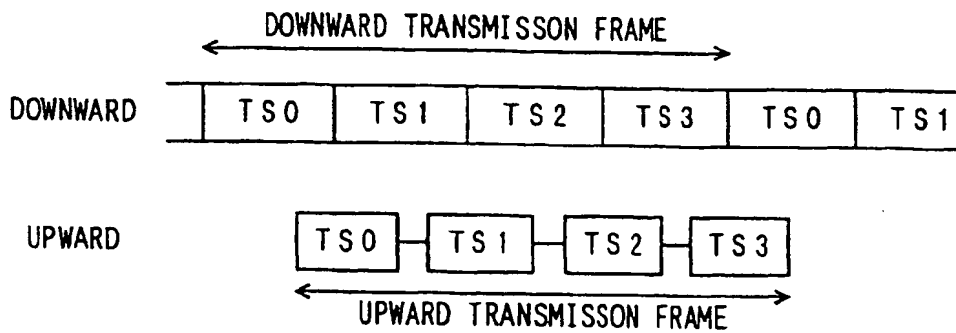 DOWNWARD TRANSMISSON FRAME
DOWNWARD TS0 TS1 TS2 TS3 TS0 TS1
UPWARD TS0 TS1 TS2 TS3
UPWARD TRANSMISSON FRAME